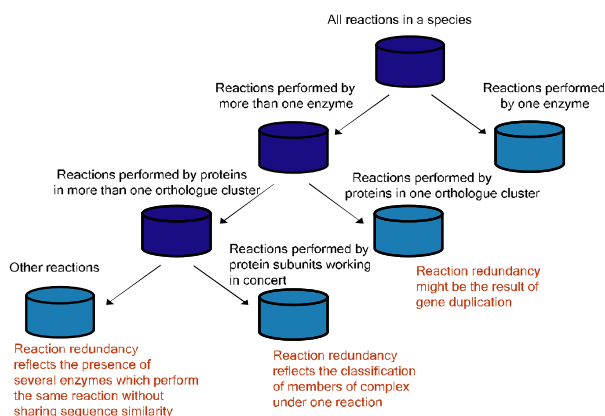 All reactions in a species
Reactions performed by
more than one enzyme
Reactions performed
by one enzyme
Reactions performed by proteins
in more than one orthologue cluster
Reactions performed by
proteins in one orthologue cluster
Other reactions
Reactions performed by
protein subunits working
in concert
Reaction redundancy
might be the result of
gene duplication
Reaction redundancy
reflects the presence of
several enzymes which perform
the same reaction without
sharing sequence similarity
Reaction redundancy
reflects the classification
of members of complex
under one reaction